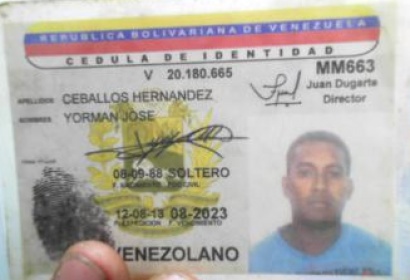 REPUBLICA BOLIVARIANA DE VENEZUELA
CEDULA DE IDENTIDAD
V 20.180.665
MM663
Juan Dugarte
Director
APELLIDOS CEBALLOS HERNANDEZ
NOMBRES YORMAN JOSE
08-09-88 SOLTERO
F. NACIMIENTO EDO. CIVIL
12-08-13 08-2023
F. EXPEDICION F. VENCIMIENTO
VENEZOLANO